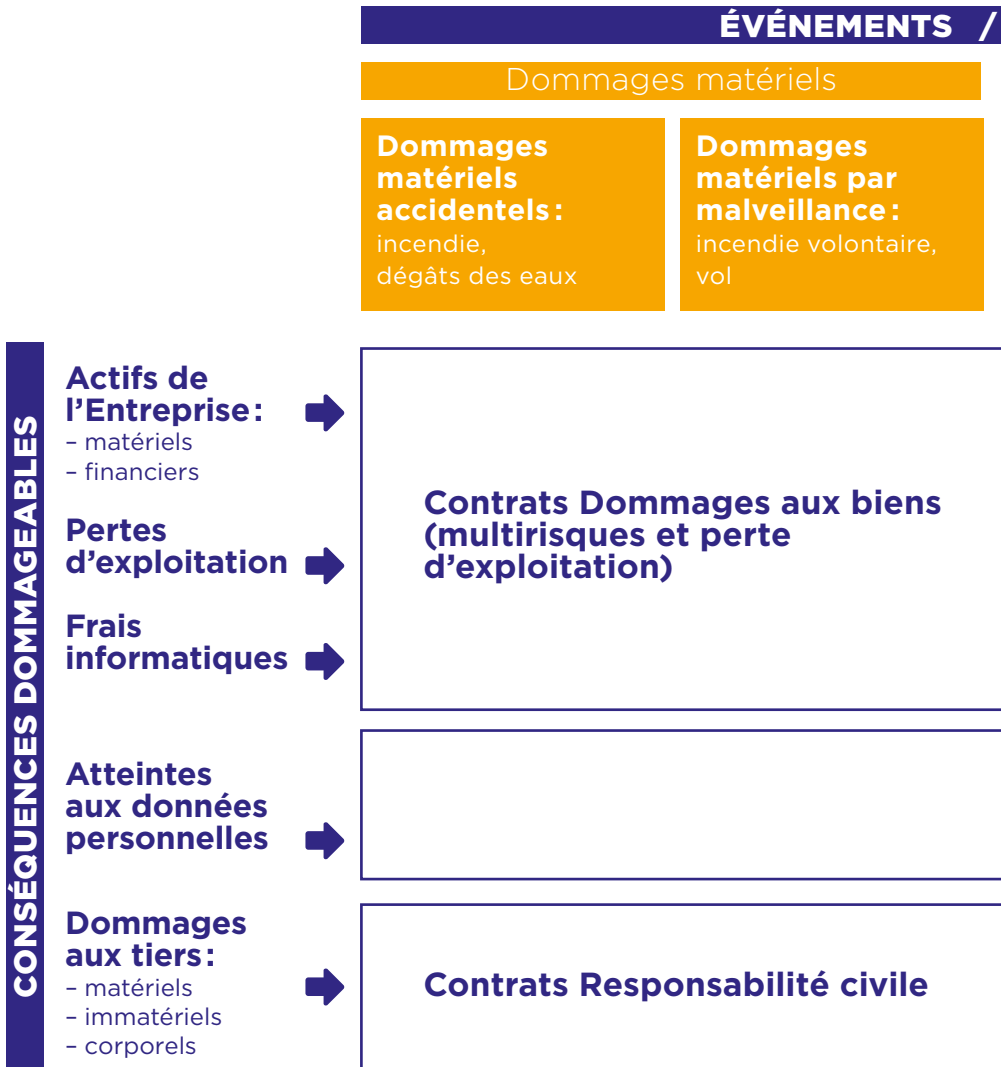 ÉVÉNEMENTS /
Dommages matériels
Dommages
matériels
accidentels :
incendie,
dégâts des eaux
Dommages
matériels par
malveillance :
incendie volontaire,
vol
CONSÉQUENCES DOMMAGEABLES
Actifs de
l’Entreprise :
– matériels
– financiers
Pertes
d’exploitation
Frais
informatiques
Contrats Dommages aux biens
(multirisques et perte
d’exploitation)
Atteintes
aux données
personnelles
Dommages
aux tiers :
– matériels
– immatériels
– corporels
Contrats Responsabilité civile